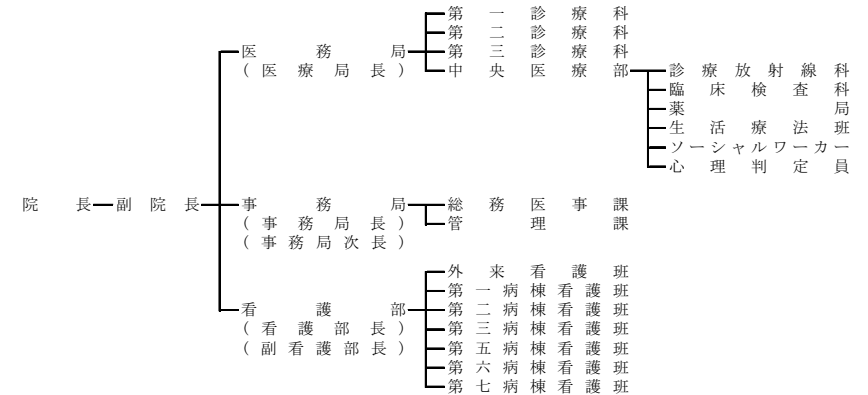 院長
副院長
医務局
(医療局長)
第一診療科
第二診療科
第三診療科
中央医療部
診療放射線科
臨床検査科
薬局
生活療法班
ソーシャルワーカー
心理判定員
事務局
(事務局長)
(事務局次長)
総務医事課
管理課
看護部
(看護部長)
(副看護部長)
外来看護班
第一病棟看護班
第二病棟看護班
第三病棟看護班
第五病棟看護班
第六病棟看護班
第七病棟看護班